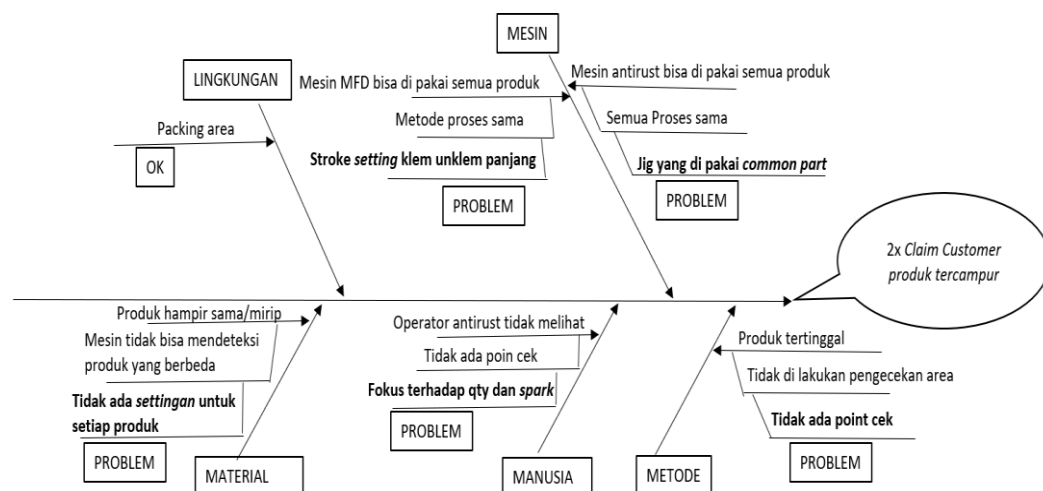 MESIN
LINGKUNGAN
Mesin MFD bisa di pakai semua produk
Mesin antirust bisa di pakai semua produk
Packing area
Metode proses sama
Semua Proses sama
OK
Stroke setting klem unklem panjang
Jig yang di pakai common part
PROBLEM
PROBLEM
2x Claim Customer
produk tercampur
Produk hampir sama/mirip
Mesin tidak bisa mendeteksi
produk yang berbeda
Tidak ada settingan untuk
setiap produk
PROBLEM
MATERIAL
Operator antirust tidak melihat
Tidak ada poin cek
Fokus terhadap qty dan spark
PROBLEM
MANUSIA
Produk tertinggal
Tidak di lakukan pengecekan area
Tidak ada point cek
PROBLEM
METODE